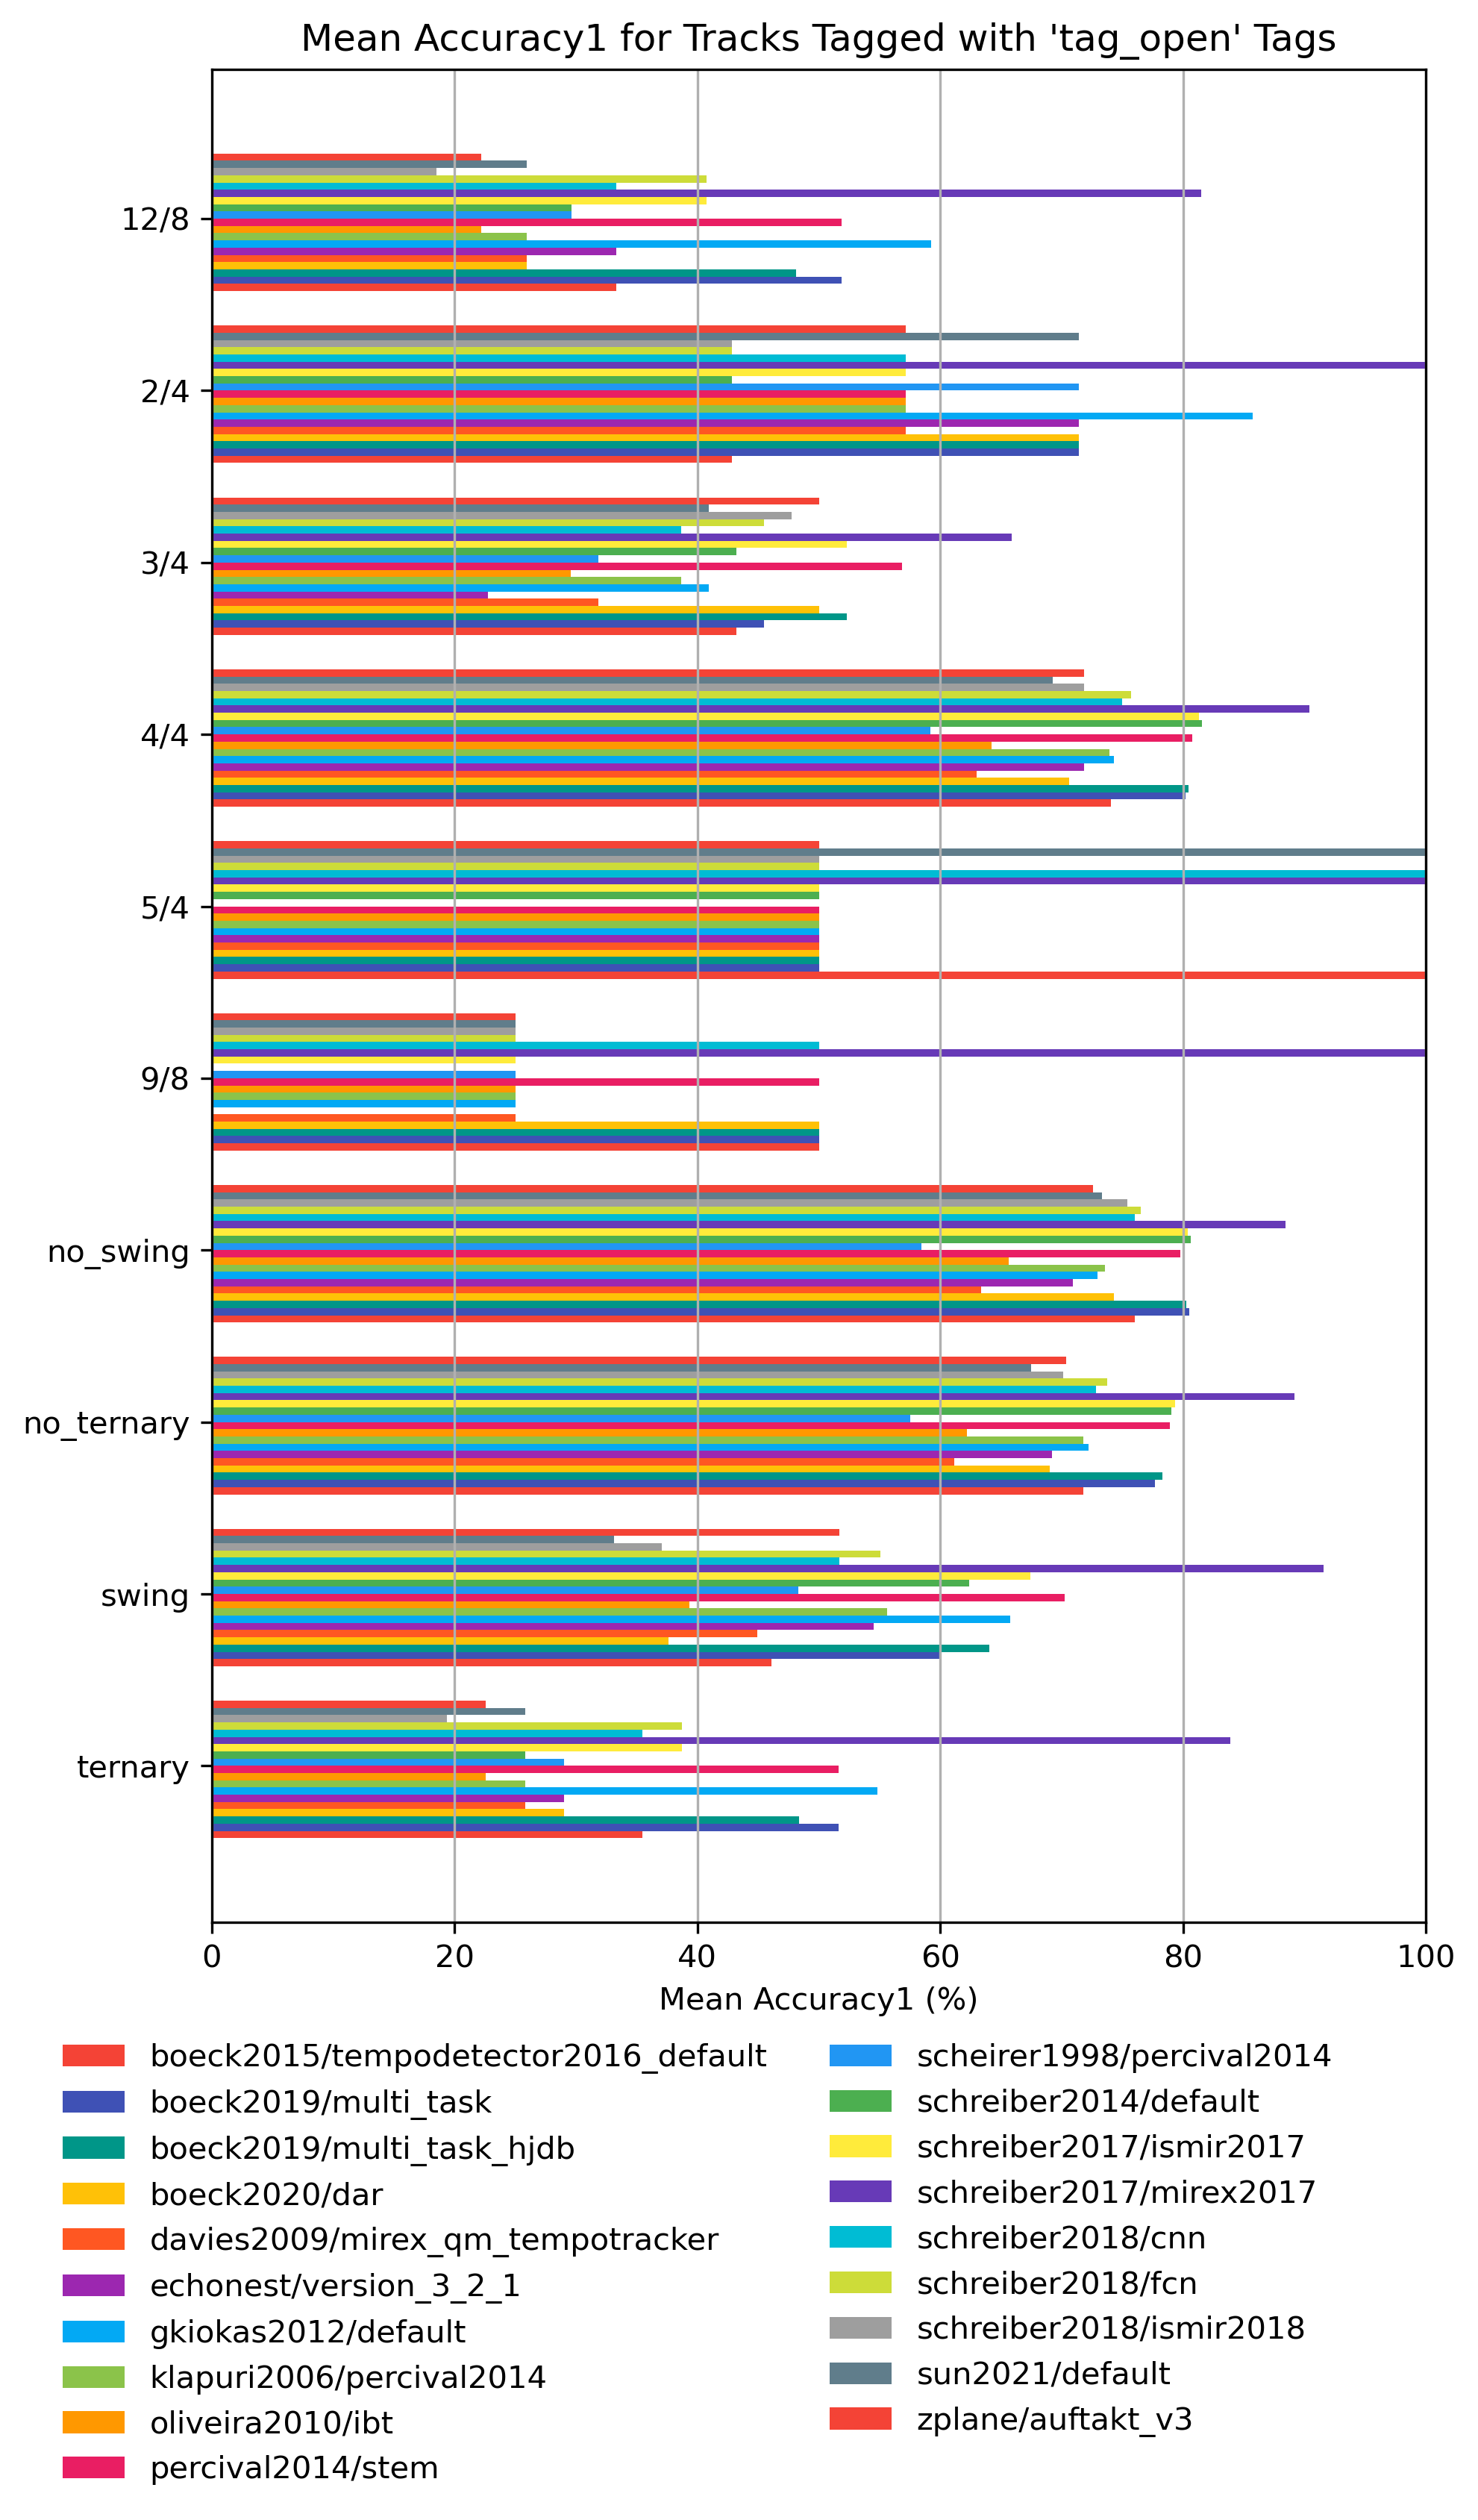 Mean Accuracy1 for Tracks Tagged with 'tag_open' Tags
12/8
2/4
3/4
4/4
5/4
9/8
no_swing
no_ternary
swing
ternary
0 20 40 60 80 100
Mean Accuracy1 (%)
boeck2015/tempodetector2016_default
boeck2019/multi_task
boeck2019/multi_task_hjdb
boeck2020/dar
davies2009/mirex_qm_tempotracker
echonest/version_3_2_1
gkiokas2012/default
klapuri2006/percival2014
oliveira2010/ibt
percival2014/stem
scheirer1998/percival2014
schreiber2014/default
schreiber2017/ismir2017
schreiber2017/mirex2017
schreiber2018/cnn
schreiber2018/fcn
schreiber2018/ismir2018
sun2021/default
zplane/auftakt_v3